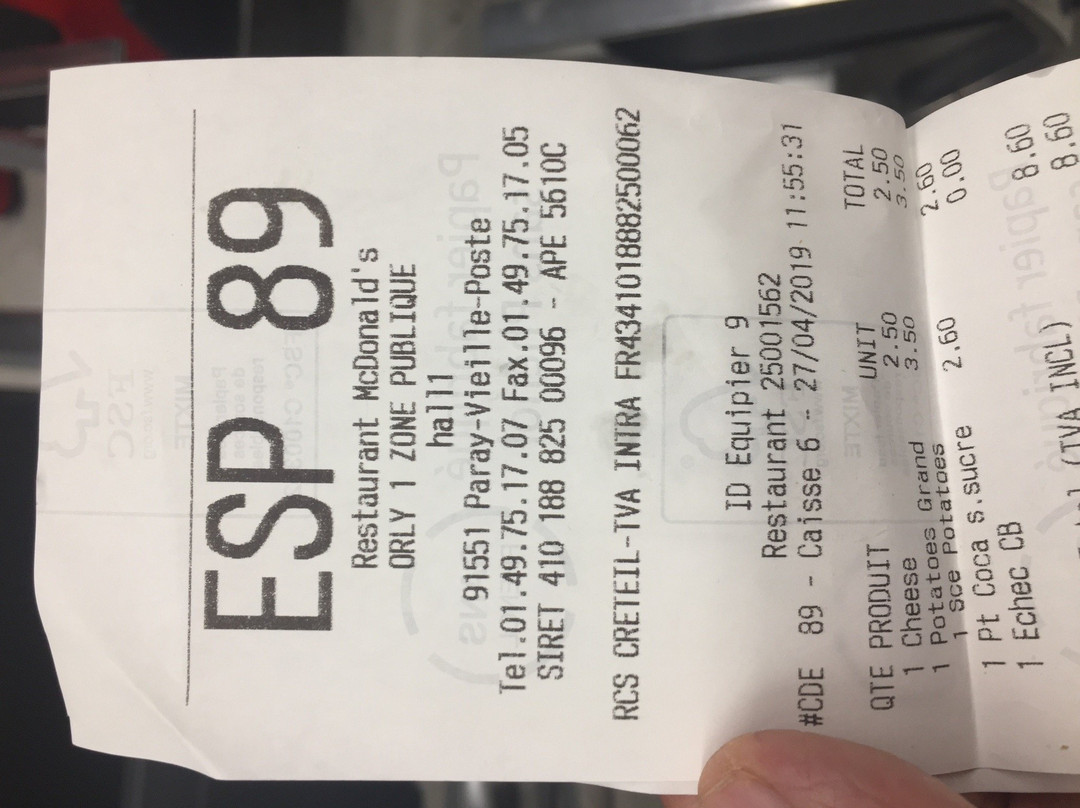 ESP 89
Restaurant McDonald's
ORLY 1 ZONE PUBLIQUE
hall1
91551 Paray-Vieille-Poste
Tel.01.49.75.17.07 Fax.01.49.75.17.05
SIRET 410 188 825 00096 - APE 5610C
RCS CRETEIL-TVA INTRA FR43410188825000​62
ID Equipier 9
Restaurant 25001562
#CDE 89 - Caisse 6 - 27/04/2019 11:55:31
QTE PRODUIT UNIT TOTAL
1 Cheese 2.50 2.50
1 Potatoes Grand 3.50 3.50
1 Sce Potatoes
1 Pt Coca s.sucre 2.60 2.60
1 Echec CB 0.00
(TVA INCL) 8.60
8.60